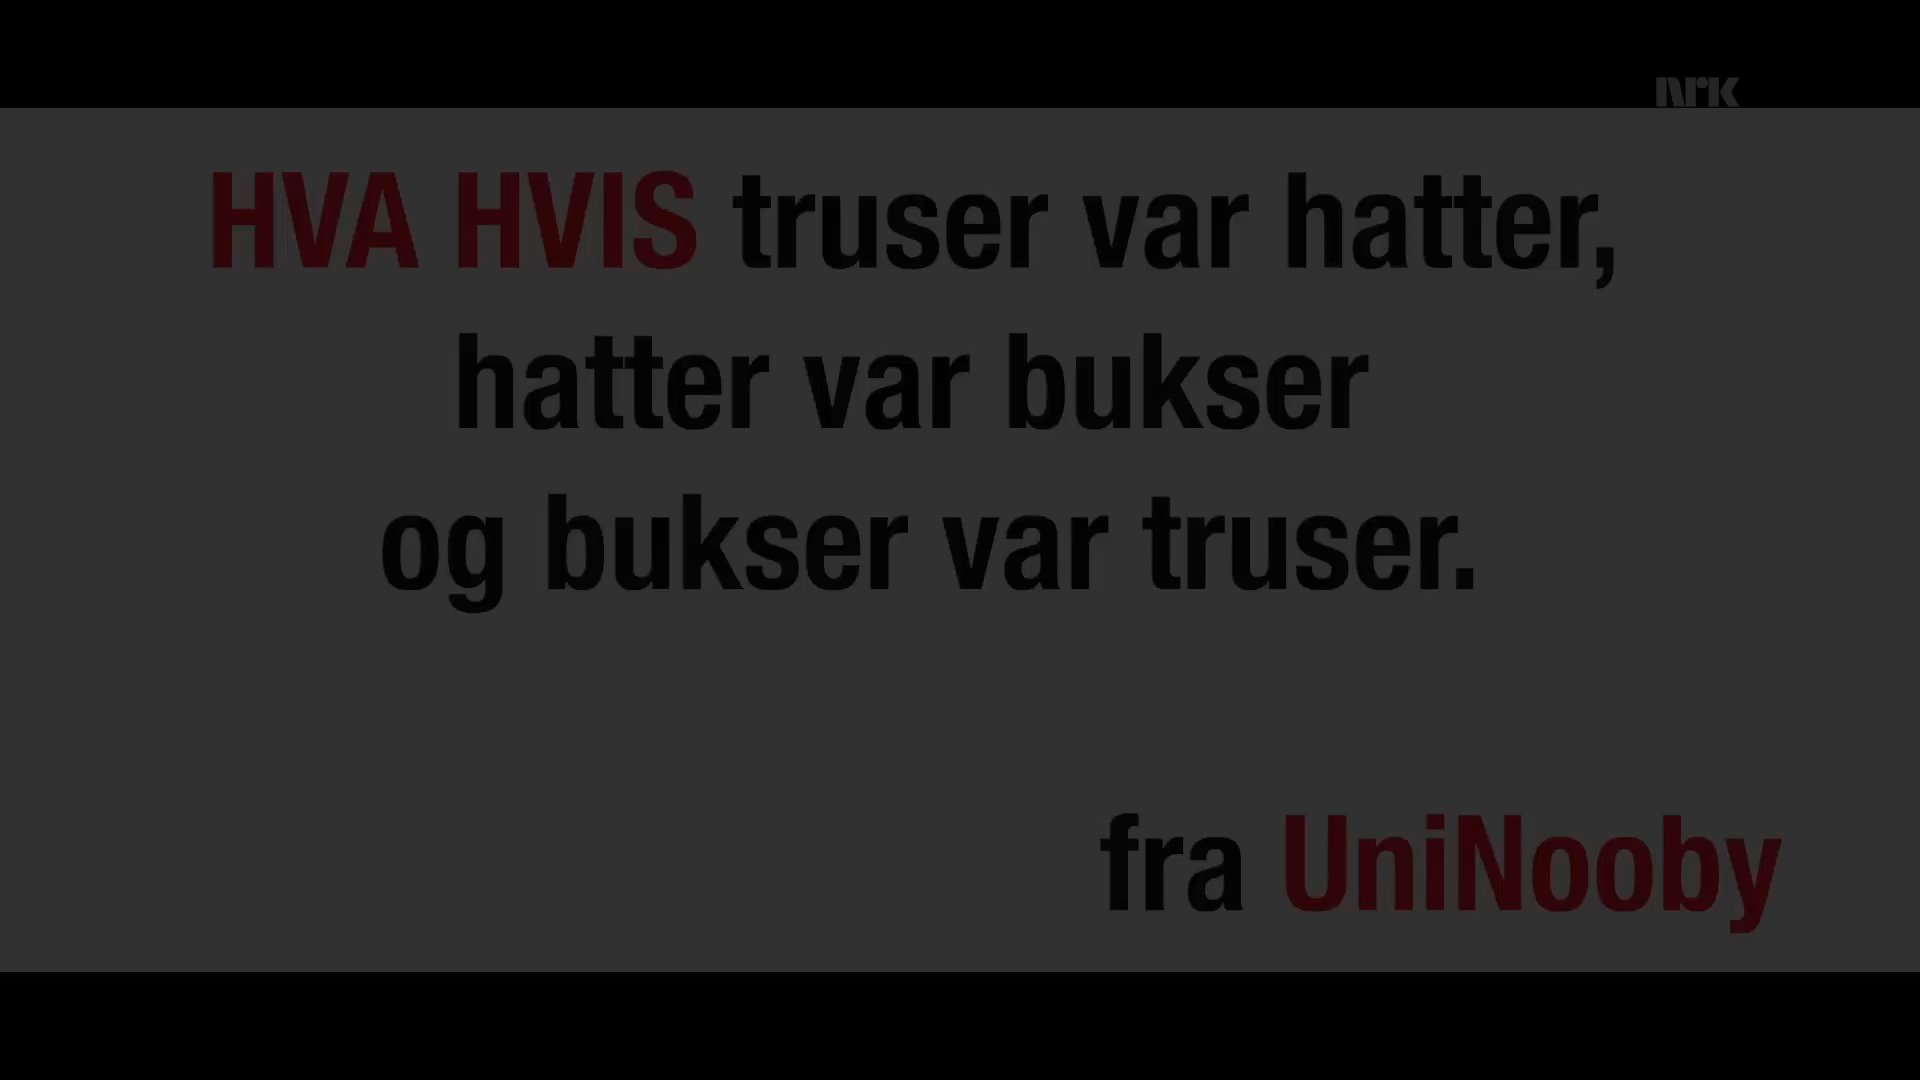 NRK
HVA HVIS truser var hatter,
hatter var bukser
og bukser var truser.
fra UniNooby